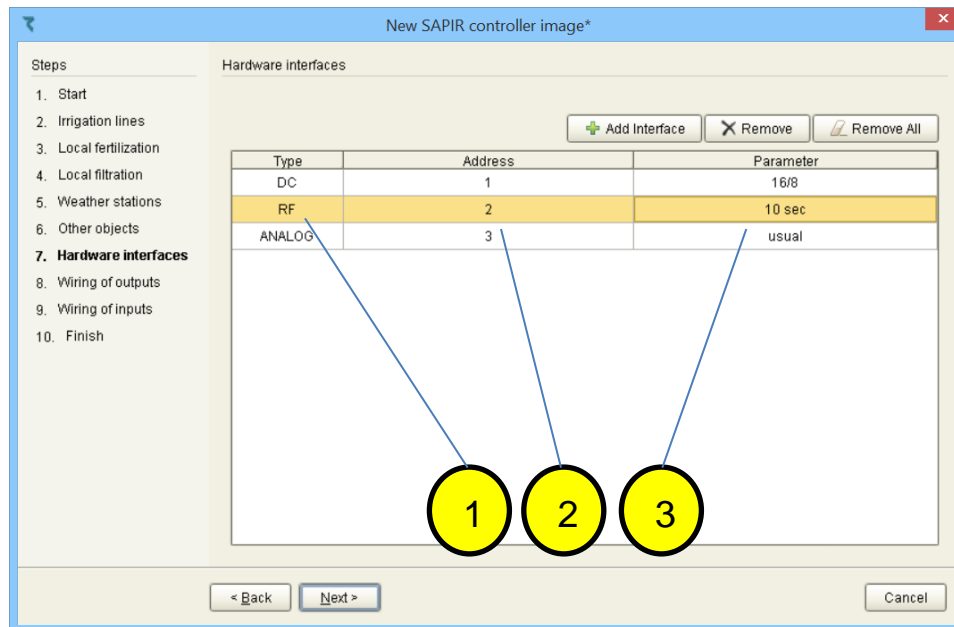 New SAPIR controller image*
Steps
1. Start
2. Irrigation lines
3. Local fertilization
4. Local filtration
5. Weather stations
6. Other objects
7. Hardware interfaces
8. Wiring of outputs
9. Wiring of inputs
10. Finish
Hardware interfaces
Add Interface Remove Remove All
Type Address Parameter
DC 1 16/8
RF 2 10 sec
ANALOG 3 usual
1 2 3
< Back Next > Cancel